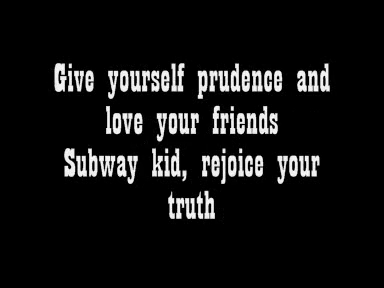 Give yourself prudence and
love your friends
Subway kid, rejoice your
truth